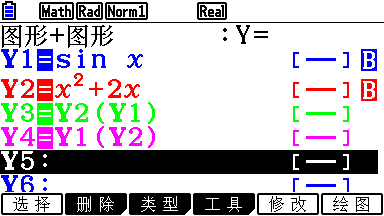 Math Rad Norm1 Real
图形+图形 :Y=
Y1=sin x [—] B
Y2=x²+2x [—] B
Y3=Y2(Y1) [—]
Y4=Y1(Y2) [—]
Y5: [—]
Y6: [—]
选择 删除 类型 工具 修改 绘图